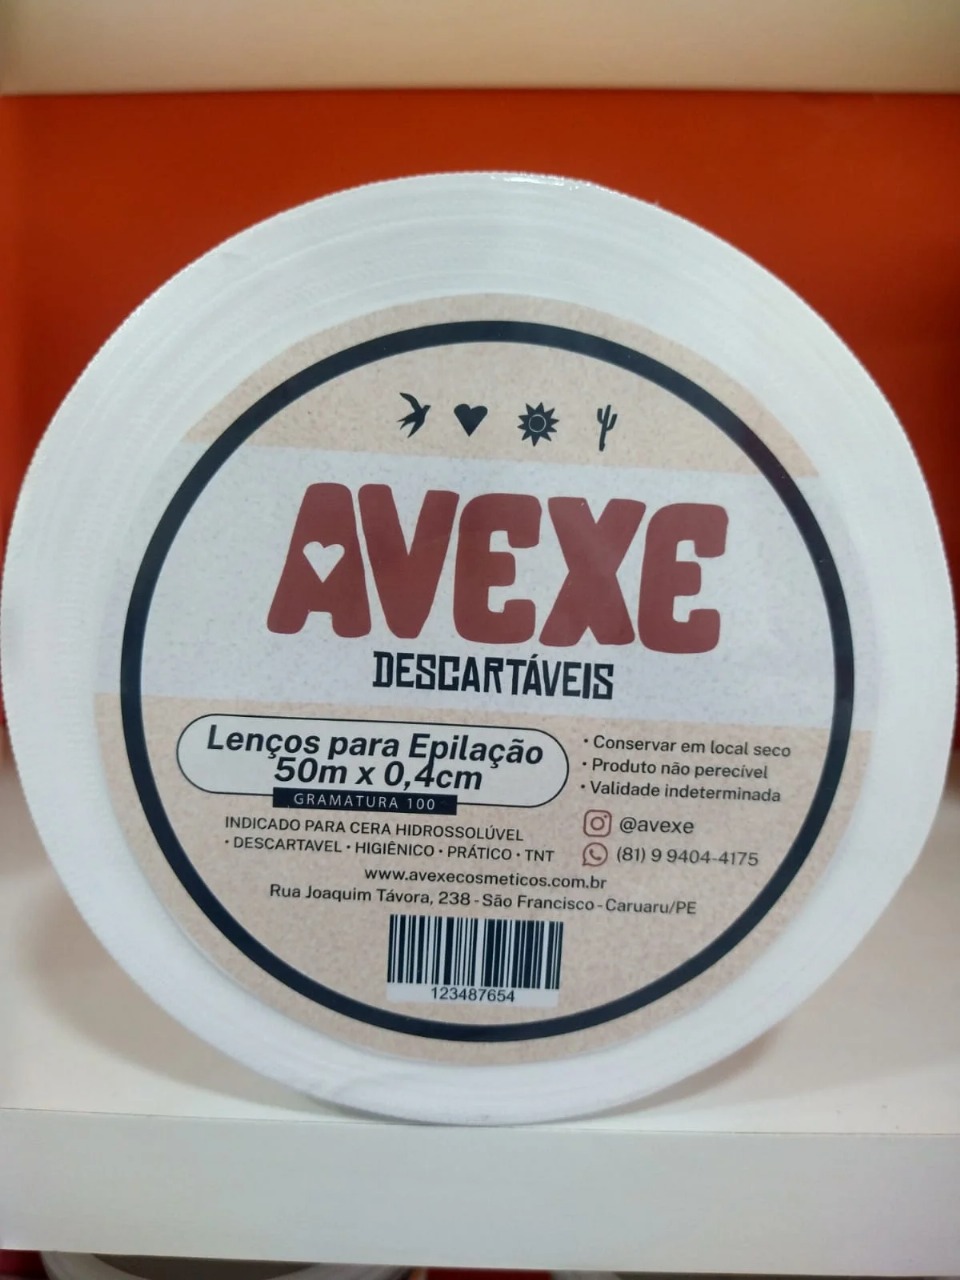 AVEXE
DESCARTÁVEIS
Lenços para Epilação
50m x 0,4cm
GRAMATURA 100
INDICADO PARA CERA HIDROSSOLÚVEL
• DESCARTAVEL • HIGIÊNICO • PRÁTICO • TNT
• Conservar em local seco
• Produto não perecível
• Validade indeterminada
@avexe
(81) 9 9404-4175
www.avexecosmeticos.com.br
Rua Joaquim Távora, 238 - São Francisco - Caruaru/PE
123487654